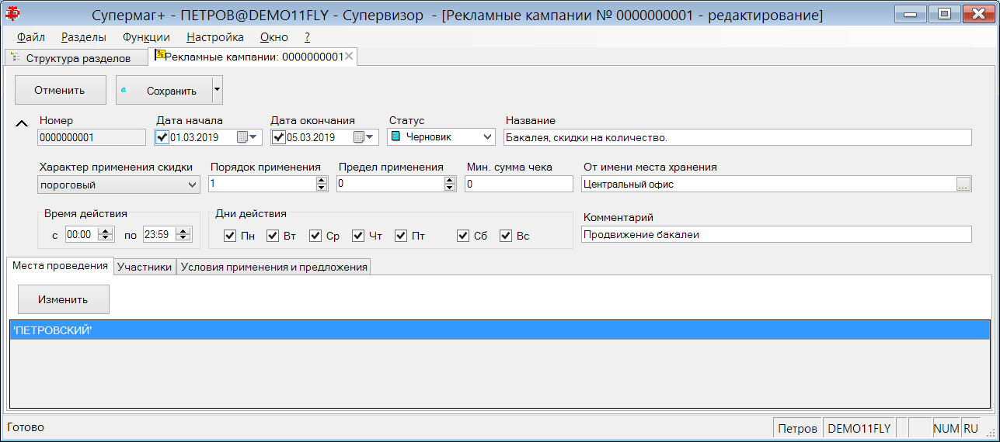 Супермаг+ - ПЕТРОВ@DEMO11FLY - Супервизор - [Рекламные кампании № 0000000001 - редактирование]
Файл Разделы Функции Настройка Окно ?
Структура разделов Рекламные кампании: 0000000001
Отменить Сохранить
Номер Дата начала Дата окончания Статус Название
0000000001 01.03.2019 05.03.2019 Черновик Бакалея, скидки на количество.
Характер применения скидки Порядок применения Предел применения Мин. сумма чека От имени места хранения
пороговый 1 0 0 Центральный офис ...
Время действия Дни действия Комментарий
с 00:00 по 23:59 Пн Вт Ср Чт Пт Сб Вс Продвижение бакалеи
Места проведения Участники Условия применения и предложения
Изменить
'ПЕТРОВСКИЙ'
Готово Петров DEMO11FLY NUM RU